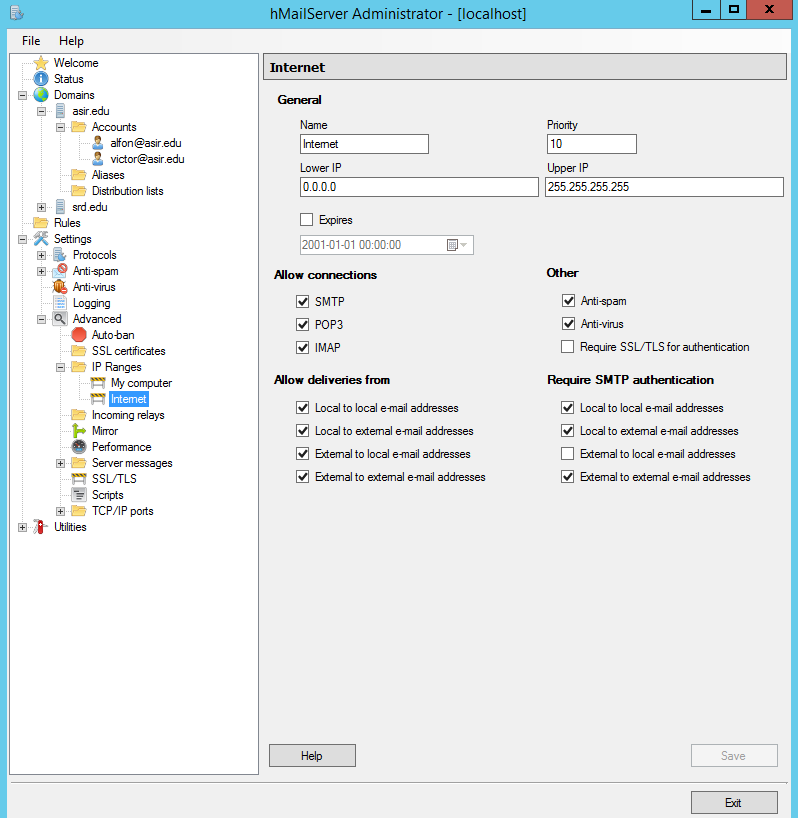 hMailServer Administrator - [localhost]
File Help
Welcome
Status
Domains
asir.edu
Accounts
alfon@asir.edu
victor@asir.edu
Aliases
Distribution lists
srd.edu
Rules
Settings
Protocols
Anti-spam
Anti-virus
Logging
Advanced
Auto-ban
SSL certificates
IP Ranges
My computer
Internet
Incoming relays
Mirror
Performance
Server messages
SSL/TLS
Scripts
TCP/IP ports
Utilities
Internet
General
Name Priority
Internet 10
Lower IP Upper IP
0.0.0.0 255.255.255.255
Expires
2001-01-01 00:00:00
Allow connections
SMTP
POP3
IMAP
Other
Anti-spam
Anti-virus
Require SSL/TLS for authentication
Allow deliveries from
Local to local e-mail addresses
Local to external e-mail addresses
External to local e-mail addresses
External to external e-mail addresses
Require SMTP authentication
Local to local e-mail addresses
Local to external e-mail addresses
External to local e-mail addresses
External to external e-mail addresses
Help Save
Exit